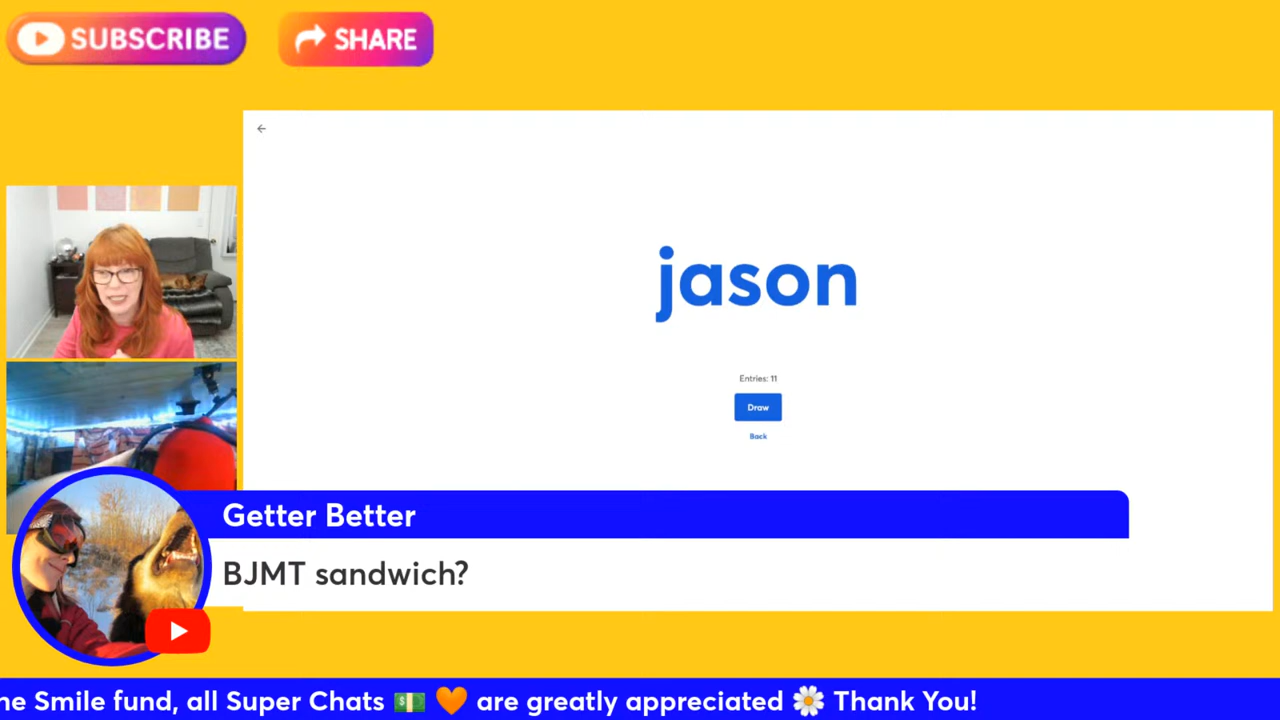 SUBSCRIBE
SHARE
jason
Entries: 11
Draw
Back
Getter Better
BJMT sandwich?
Smile fund, all Super Chats 💵 🧡 are greatly appreciated 🌼 Thank You!